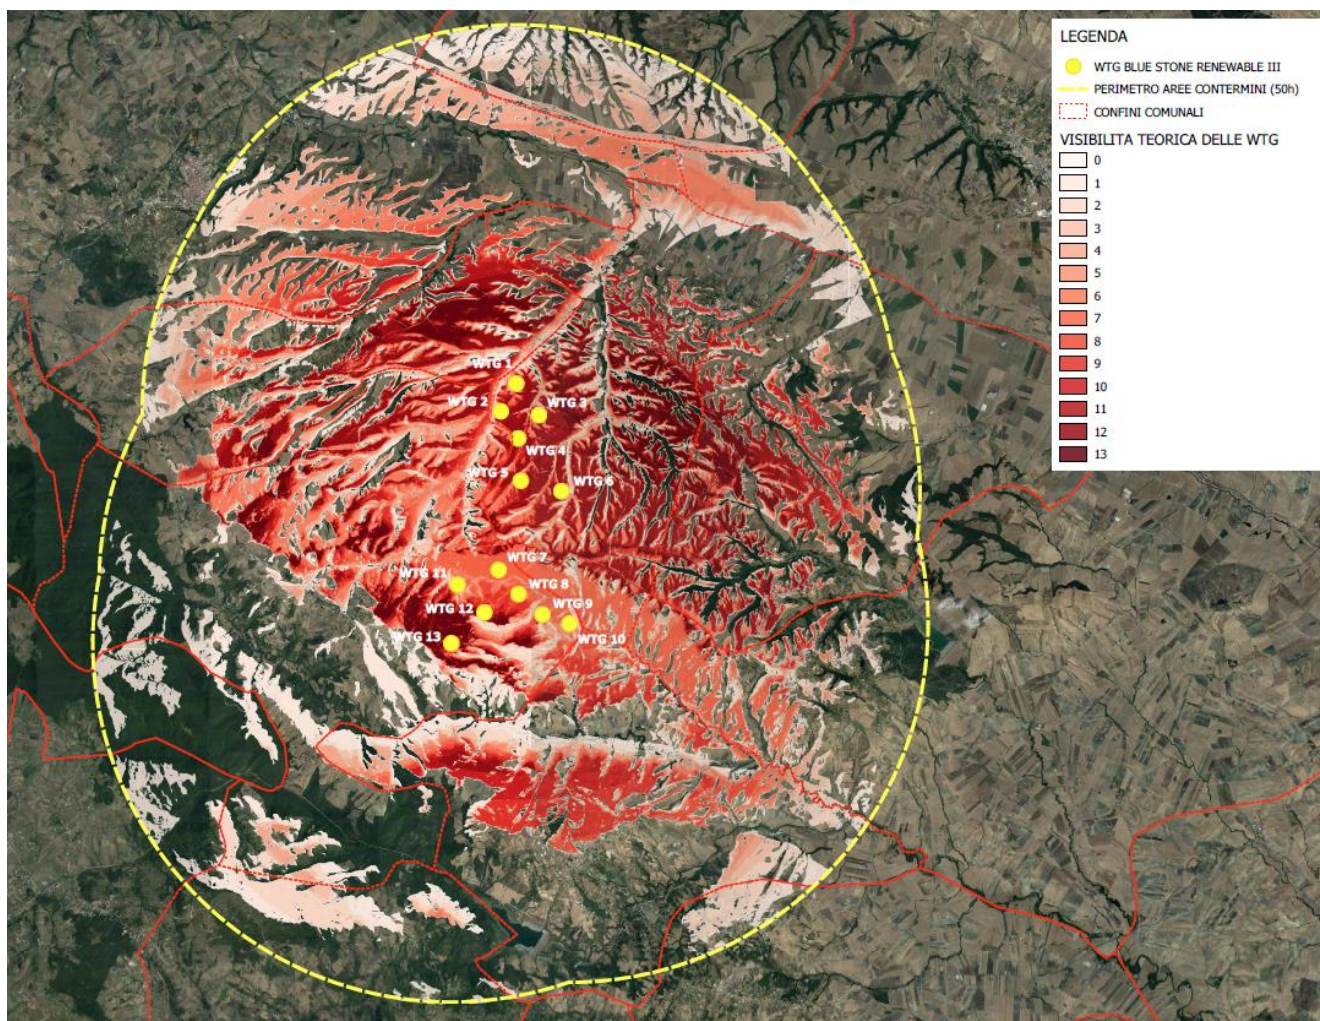 LEGENDA
WTG BLUE STONE RENEWABLE III
PERIMETRO AREE CONTERMINI (50h)
CONFINI COMUNALI
VISIBILITA TEORICA DELLE WTG
0
1
2
3
4
5
6
7
8
9
10
11
12
13
WTG 1
WTG 2
WTG 3
WTG 4
WTG 5
WTG 6
WTG 7
WTG 11
WTG 8
WTG 12
WTG 9
WTG 13
WTG 10